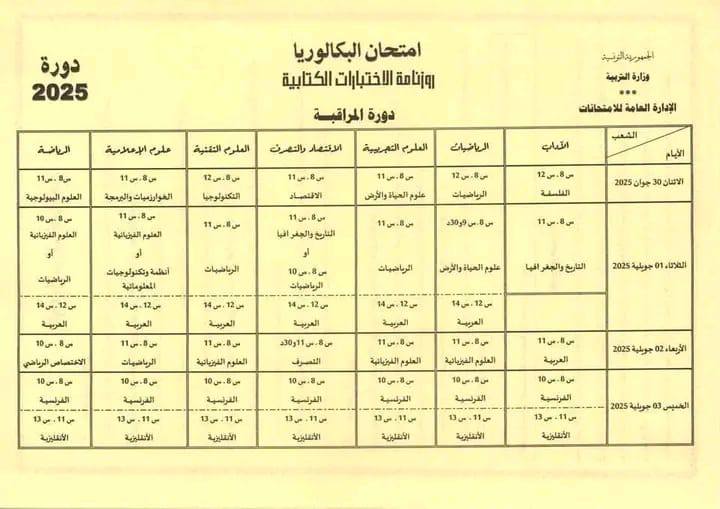 الجمهورية التونسية
وزارة التربية
***
الإدارة العامة للامتحانات
امتحان البكالوريا
روزنامة الاختبارات الكتابية
دورة المراقبة
دورة
2025
الشعب
الأيام
الآداب
الرياضيات
العلوم التجريبية
الاقتصاد والتصرف
العلوم التقنية
علوم الإعلامية
الرياضة
الاثنان 30 جوان 2025
س 8 . س 12
الفلسفة
س 8 . س 12
الرياضيات
س 8 . س 11
علوم الحياة والأرض
س 8 . س 11
الاقتصاد
س 8 . س 12
التكنولوجيا
س 8 . س 11
الخوارزميات والبرمجة
س 8 . س 11
العلوم البيولوجية
الثلاثاء 01 جويلية 2025
س 8 . س 11
التاريخ والجغرافيا
س 8 . س 9و30د
علوم الحياة والأرض
س 12 . س 14
العربية
س 8 . س 11
الرياضيات
س 12 . س 14
العربية
س 8 . س 11
التاريخ والجغرافيا
أو
س 8 . س 10
الرياضيات
س 12 . س 14
العربية
س 8 . س 11
الرياضيات
س 12 . س 14
العربية
س 8 . س 11
العلوم الفيزيائية
أو
أنظمة وتكنولوجيات
المعلوماتية
س 12 . س 14
العربية
س 8 . س 10
العلوم الفيزيائية
أو
الرياضيات
س 12 . س 14
العربية
الأربعاء 02 جويلية 2025
س 8 . س 11
العربية
س 8 . س 11
العلوم الفيزيائية
س 8 . س 11
العلوم الفيزيائية
س 8 . س 11و30د
التصرف
س 8 . س 11
العلوم الفيزيائية
س 8 . س 11
الرياضيات
س 8 . س 10
الاختصاص الرياضي
الخميس 03 جويلية 2025
س 8 . س 11
الفرنسية
س 8 . س 10
الفرنسية
س 8 . س 10
الفرنسية
س 8 . س 10
الفرنسية
س 8 . س 10
الفرنسية
س 8 . س 10
الفرنسية
س 8 . س 10
الفرنسية
س 11 . س 13
الأنقليزية
س 11 . س 13
الأنقليزية
س 11 . س 13
الأنقليزية
س 11 . س 13
الأنقليزية
س 11 . س 13
الأنقليزية
س 11 . س 13
الأنقليزية
س 11 . س 13
الأنقليزية